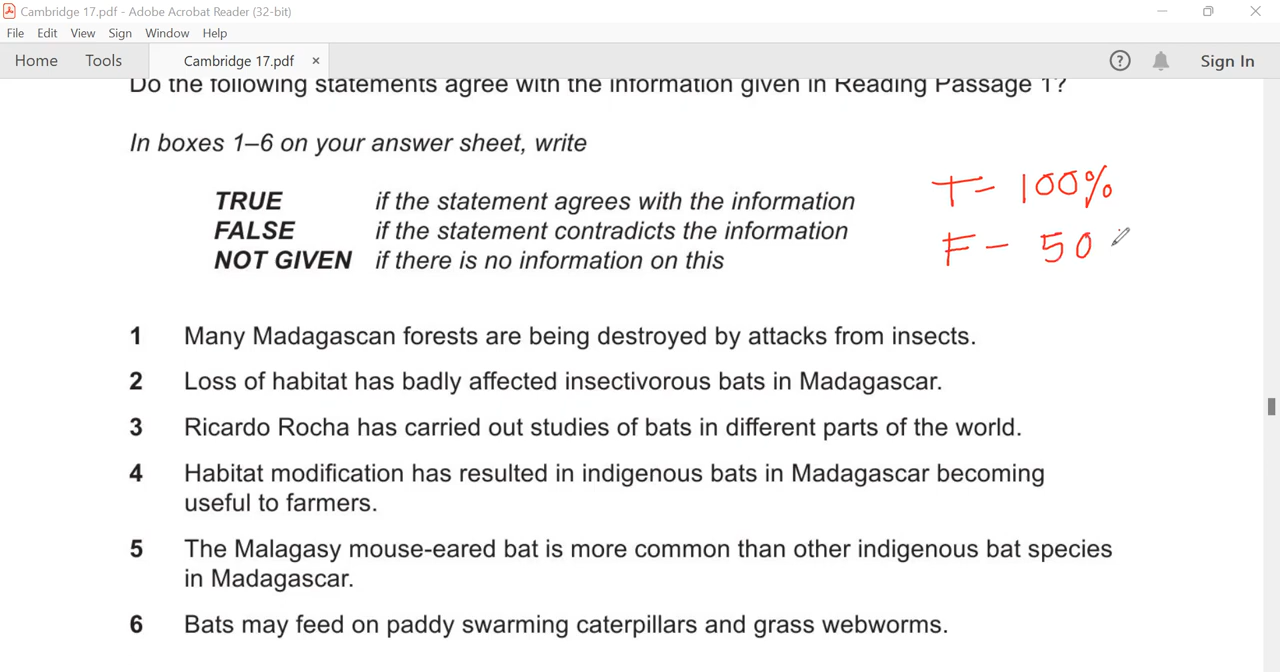 Cambridge 17.pdf - Adobe Acrobat Reader (32-bit)
File Edit View Sign Window Help
Home Tools Cambridge 17.pdf × ? Sign In
Do the following statements agree with the information given in Reading Passage 1?
In boxes 1–6 on your answer sheet, write
TRUE if the statement agrees with the information
FALSE if the statement contradicts the information
NOT GIVEN if there is no information on this
T- 100%
F- 50
1 Many Madagascan forests are being destroyed by attacks from insects.
2 Loss of habitat has badly affected insectivorous bats in Madagascar.
3 Ricardo Rocha has carried out studies of bats in different parts of the world.
4 Habitat modification has resulted in indigenous bats in Madagascar becoming
useful to farmers.
5 The Malagasy mouse-eared bat is more common than other indigenous bat species
in Madagascar.
6 Bats may feed on paddy swarming caterpillars and grass webworms.